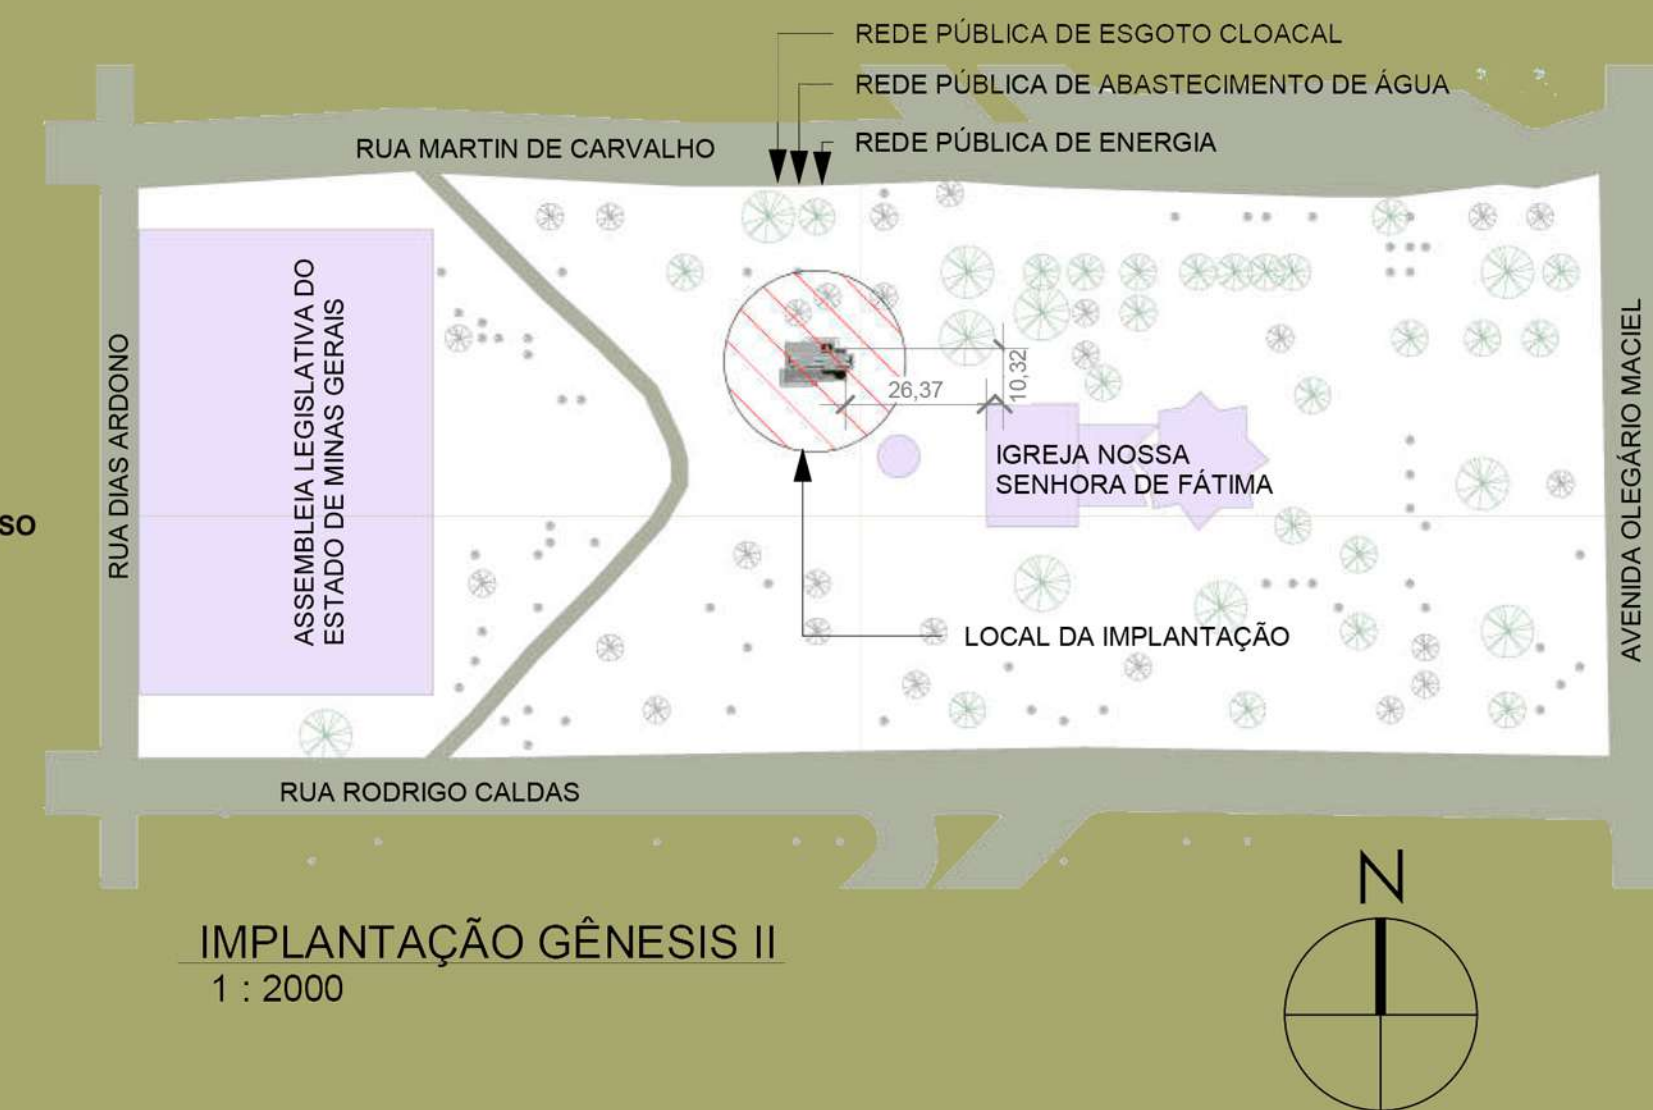 REDE PÚBLICA DE ESGOTO CLOACAL
REDE PÚBLICA DE ABASTECIMENTO DE ÁGUA
RUA MARTIN DE CARVALHO
REDE PÚBLICA DE ENERGIA
RUA DIAS ARDONO
ASSEMBLEIA LEGISLATIVA DO
ESTADO DE MINAS GERAIS
26,37
10,32
IGREJA NOSSA
SENHORA DE FÁTIMA
AVENIDA OLEGÁRIO MACIEL
SO
LOCAL DA IMPLANTAÇÃO
RUA RODRIGO CALDAS
N
IMPLANTAÇÃO GÊNESIS II
1 : 2000